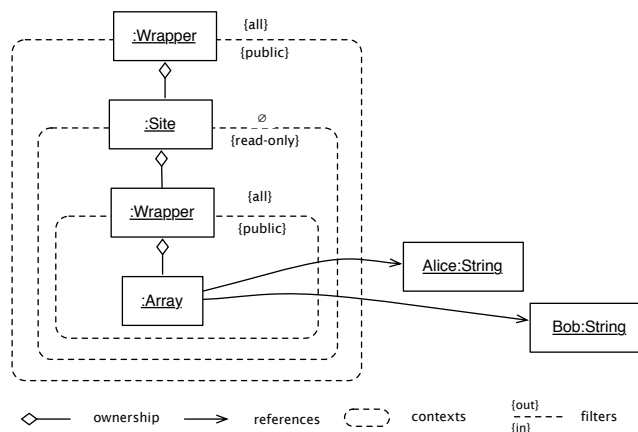 :Wrapper
{all}
{public}
:Site
∅
{read-only}
:Wrapper
{all}
{public}
:Array
Alice:String
Bob:String
ownership
references
contexts
{out}
{in}
filters